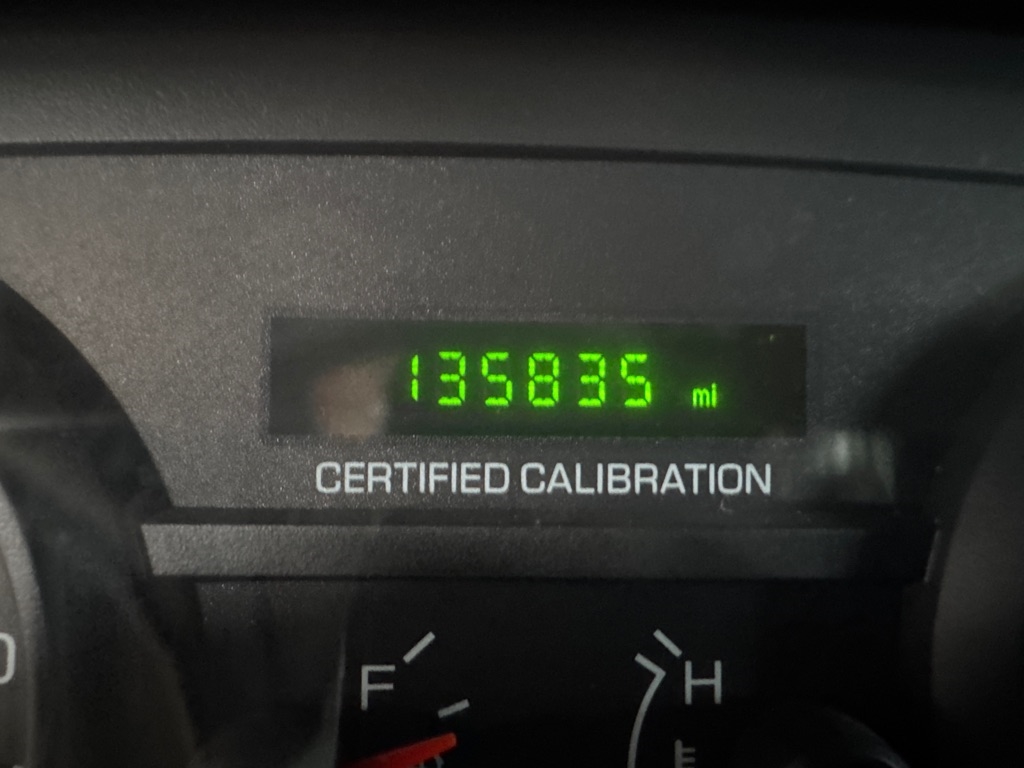 135835 mi
CERTIFIED CALIBRATION
F H